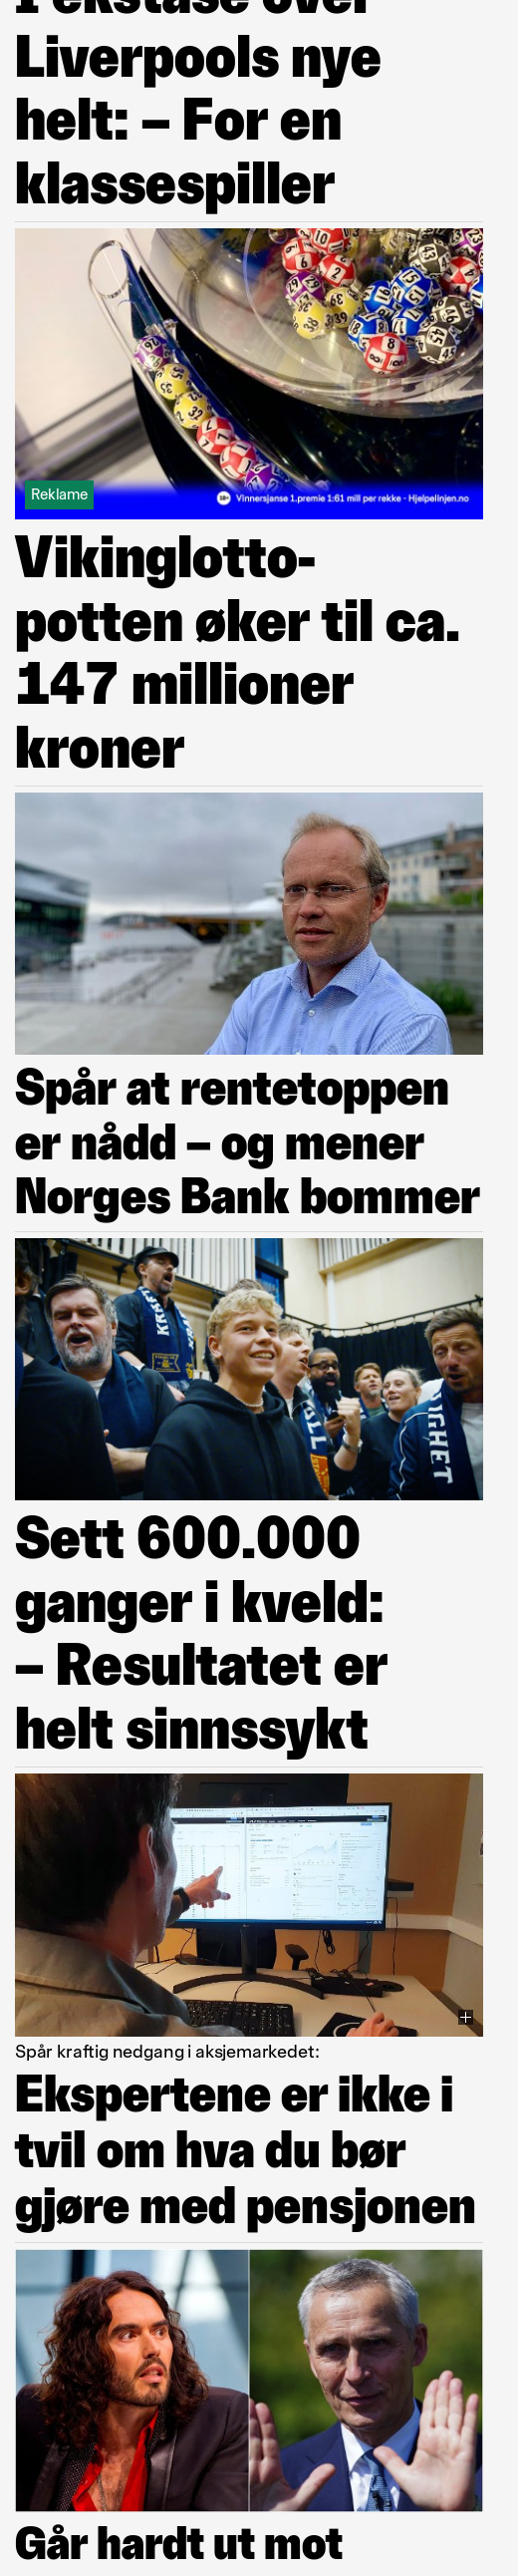 I ekstase over
Liverpools nye
helt: – For en
klassespiller
Reklame
18+ Vinnersjanse 1.premie 1:61 mill per rekke - Hjelpelinjen.no
Vikinglotto-
potten øker til ca.
147 millioner
kroner
Spår at rentetoppen
er nådd – og mener
Norges Bank bommer
Sett 600.000
ganger i kveld:
– Resultatet er
helt sinnssykt
Spår kraftig nedgang i aksjemarkedet:
Ekspertene er ikke i
tvil om hva du bør
gjøre med pensjonen
Går hardt ut mot